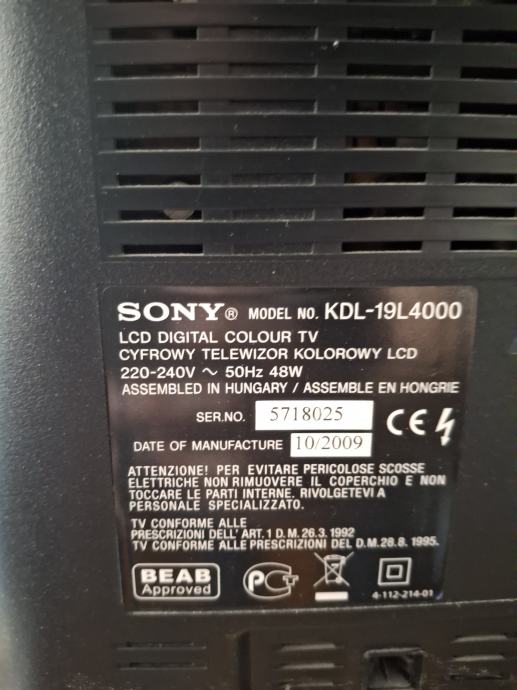 SONY® MODEL NO. KDL-19L4000
LCD DIGITAL COLOUR TV
CYFROWY TELEWIZOR KOLOROWY LCD
220-240V ~ 50Hz 48W
ASSEMBLED IN HUNGARY / ASSEMBLE EN HONGRIE
SER.NO. 5718025
CE
DATE OF MANUFACTURE 10/2009
ATTENZIONE! PER EVITARE PERICOLOSE SCOSSE
ELETTRICHE NON RIMUOVERE IL COPERCHIO E NON
TOCCARE LE PARTI INTERNE. RIVOLGETEVI A
PERSONALE SPECIALIZZATO.
TV CONFORME ALLE
PRESCRIZIONI DELL' ART. 1 D.M. 26.3. 1992
TV CONFORME ALLE PRESCRIZIONI DEL D.M. 28. 8. 1995.
BEAB
Approved
PCT
4-112-214-01